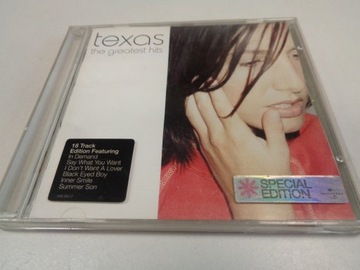 texas
the greatest hits
18 Track
Edition Featuring
In Demand
Say What You Want
I Don't Want A Lover
Black Eyed Boy
Inner Smile
Summer Son
SPECIAL
EDITION